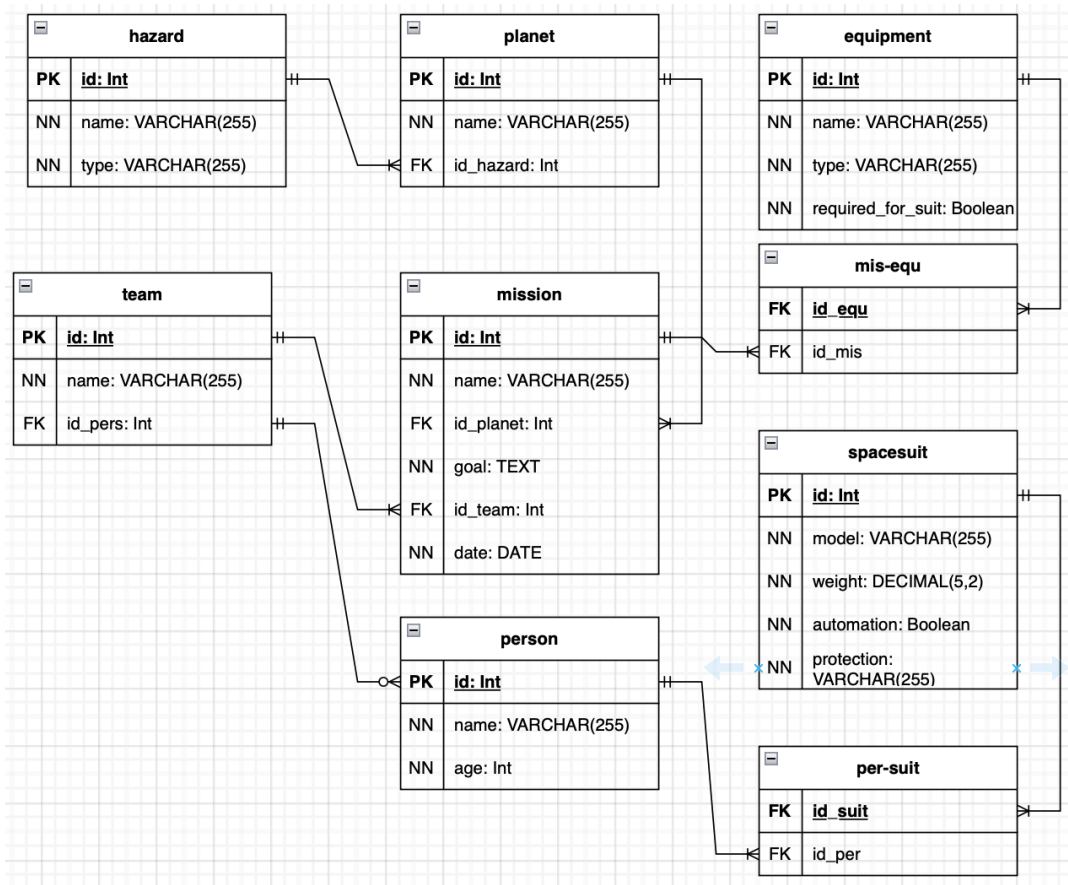 hazard
PK id: Int
NN name: VARCHAR(255)
NN type: VARCHAR(255)
planet
PK id: Int
NN name: VARCHAR(255)
FK id_hazard: Int
equipment
PK id: Int
NN name: VARCHAR(255)
NN type: VARCHAR(255)
NN required_for_suit: Boolean
mis-equ
FK id_equ
FK id_mis
team
PK id: Int
NN name: VARCHAR(255)
FK id_pers: Int
mission
PK id: Int
NN name: VARCHAR(255)
FK id_planet: Int
NN goal: TEXT
FK id_team: Int
NN date: DATE
spacesuit
PK id: Int
NN model: VARCHAR(255)
NN weight: DECIMAL(5,2)
NN automation: Boolean
NN protection:
VARCHAR(255)
person
PK id: Int
NN name: VARCHAR(255)
NN age: Int
per-suit
FK id_suit
FK id_per